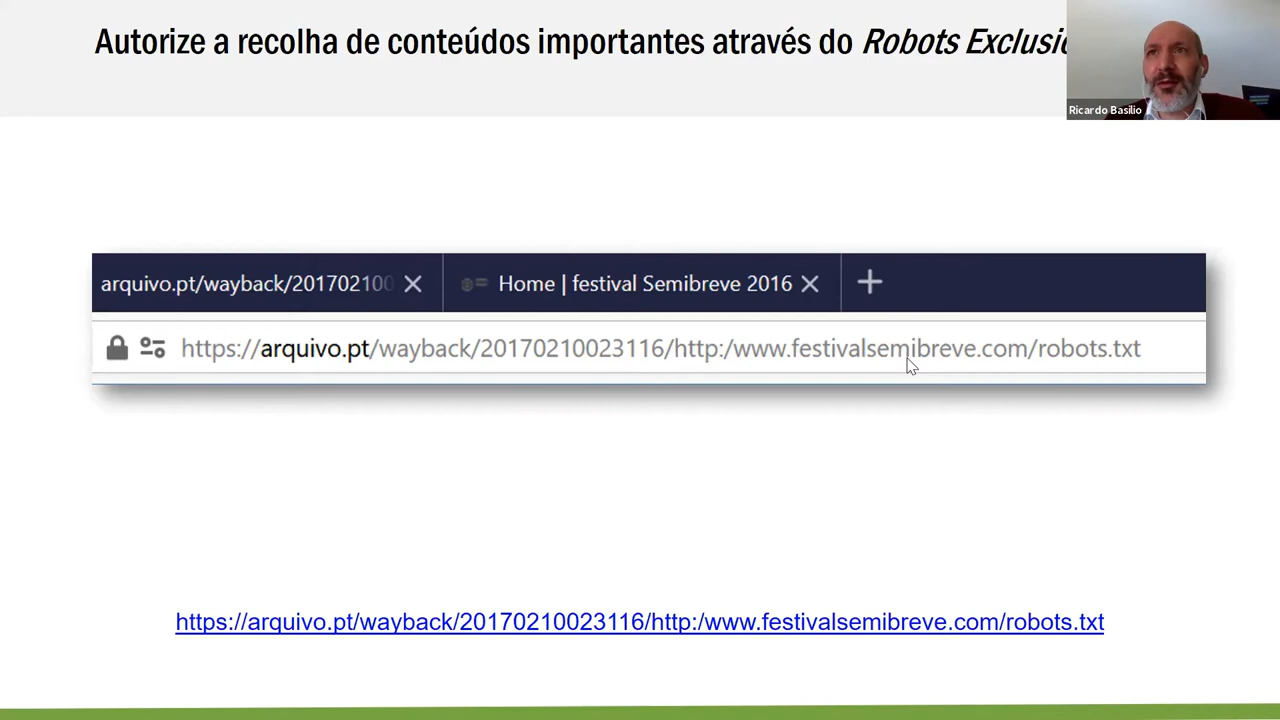 Autorize a recolha de conteúdos importantes através do Robots
Ricardo Basílio
arquivo.pt/wayback/201702100
Home | festival Semibreve 2016
https://arquivo.pt/wayback/20170210023116/http:/www.festivalsemibreve.com/robots.txt
https://arquivo.pt/wayback/20170210023116/http:/www.festivalsemibreve.com/robots.txt